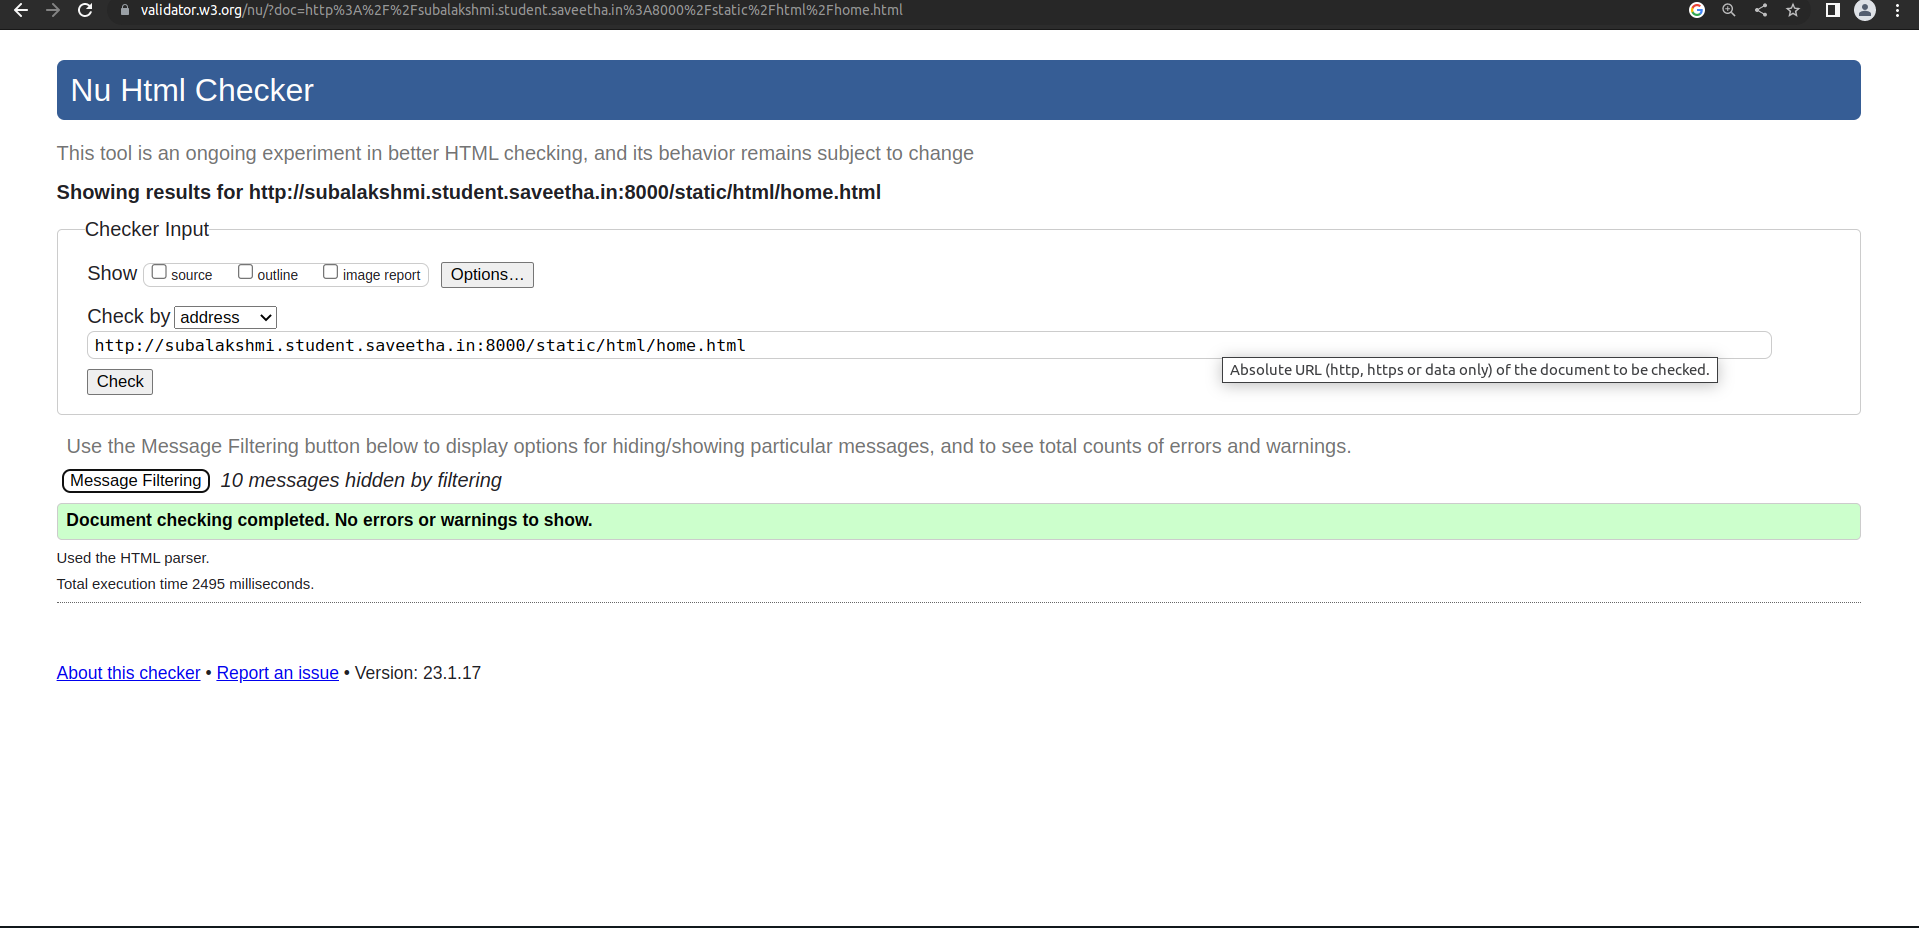 validator.w3.org/nu/?doc=http%3A%2F%2Fsubalakshmi.student.saveetha.in%3A8000%2Fstatic%2Fhtml%2Fhome.html
Nu Html Checker
This tool is an ongoing experiment in better HTML checking, and its behavior remains subject to change
Showing results for http://subalakshmi.student.saveetha.in:8000/static/html/home.html
Checker Input
Show source outline image report Options…
Check by address
http://subalakshmi.student.saveetha.in:8000/static/html/home.html
Absolute URL (http, https or data only) of the document to be checked.
Check
Use the Message Filtering button below to display options for hiding/showing particular messages, and to see total counts of errors and warnings.
Message Filtering 10 messages hidden by filtering
Document checking completed. No errors or warnings to show.
Used the HTML parser.
Total execution time 2495 milliseconds.
About this checker • Report an issue • Version: 23.1.17